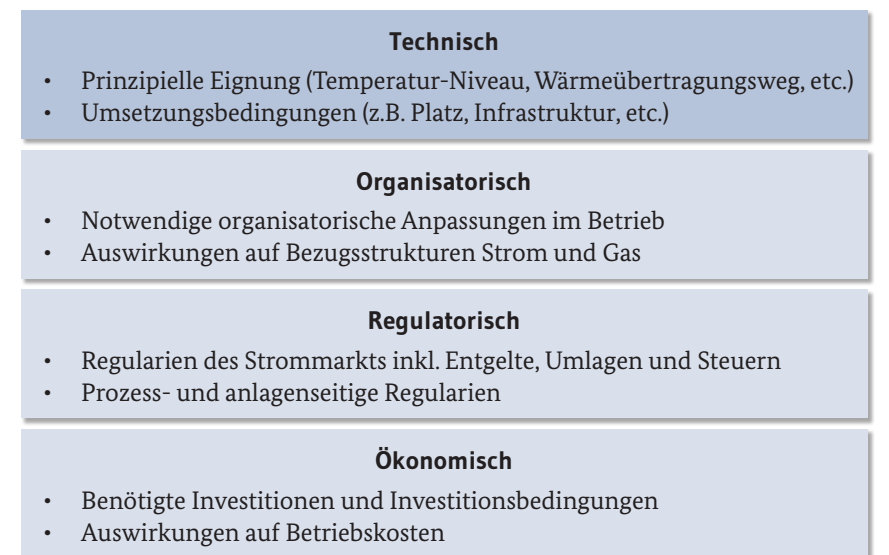 Technisch
• Prinzipielle Eignung (Temperatur-Niveau, Wärmeübertragungsweg, etc.)
• Umsetzungsbedingungen (z.B. Platz, Infrastruktur, etc.)
Organisatorisch
• Notwendige organisatorische Anpassungen im Betrieb
• Auswirkungen auf Bezugsstrukturen Strom und Gas
Regulatorisch
• Regularien des Strommarkts inkl. Entgelte, Umlagen und Steuern
• Prozess- und anlagenseitige Regularien
Ökonomisch
• Benötigte Investitionen und Investitionsbedingungen
• Auswirkungen auf Betriebskosten